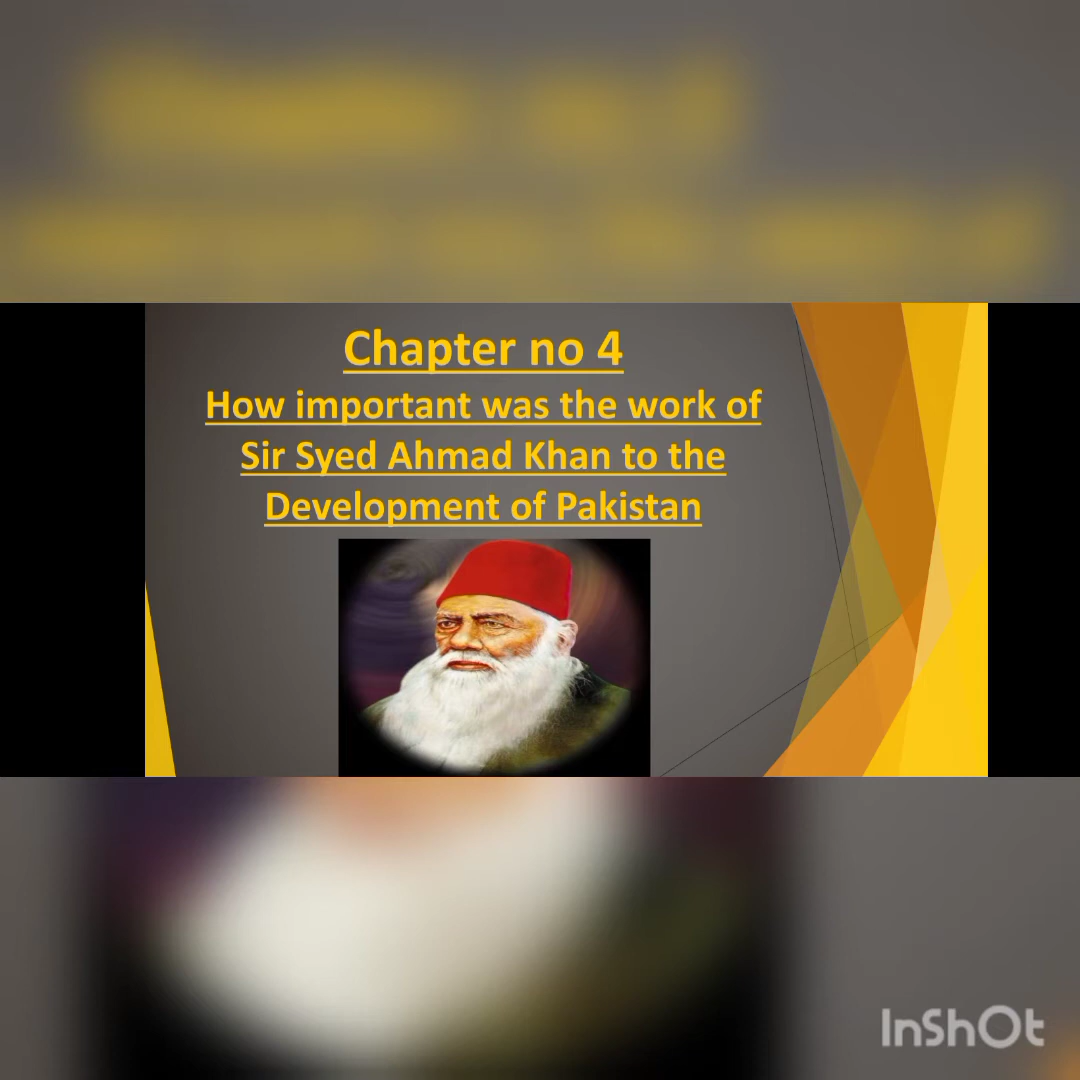 Chapter no 4
How important was the work of
Sir Syed Ahmad Khan to the
Development of Pakistan
InShOt